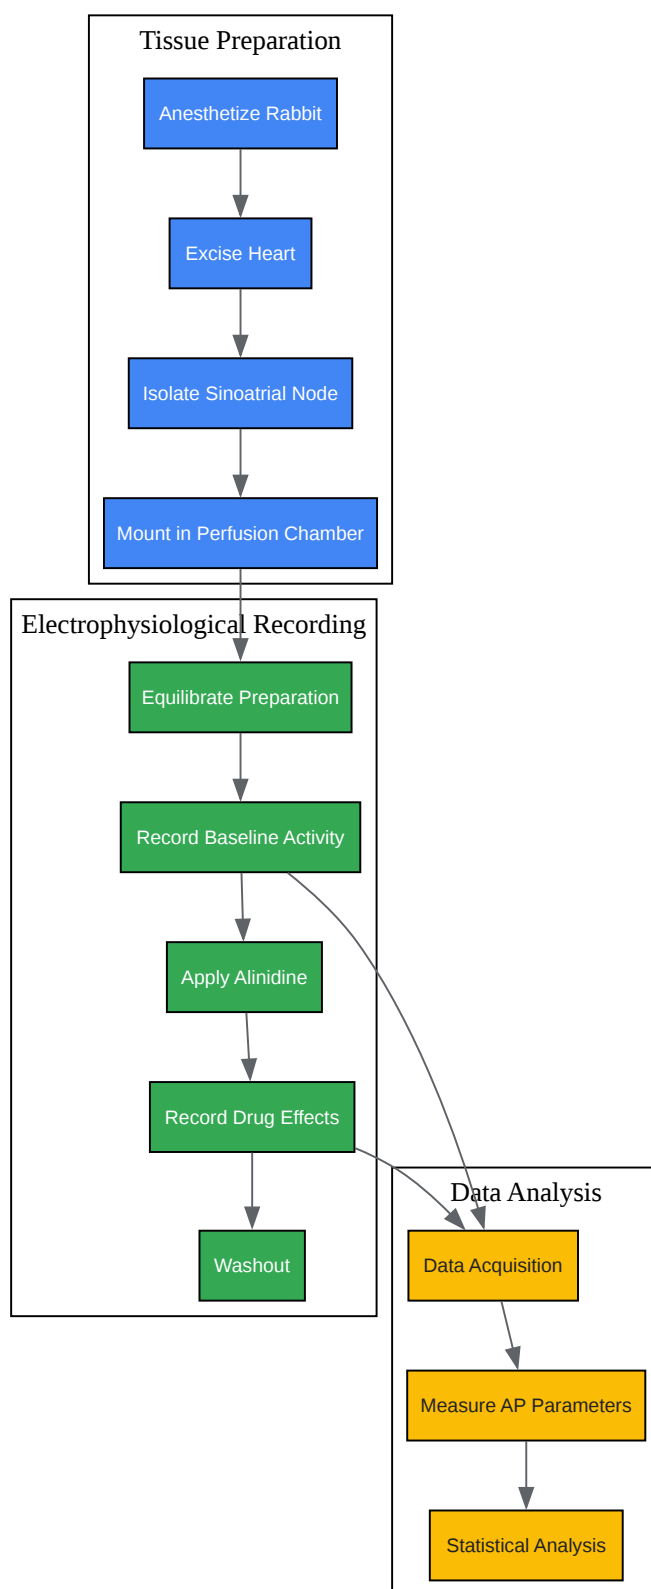 Tissue Preparation
Anesthetize Rabbit
Excise Heart
Isolate Sinoatrial Node
Mount in Perfusion Chamber
Electrophysiological Recording
Equilibrate Preparation
Record Baseline Activity
Apply Alinidine
Record Drug Effects
Washout
Data Analysis
Data Acquisition
Measure AP Parameters
Statistical Analysis